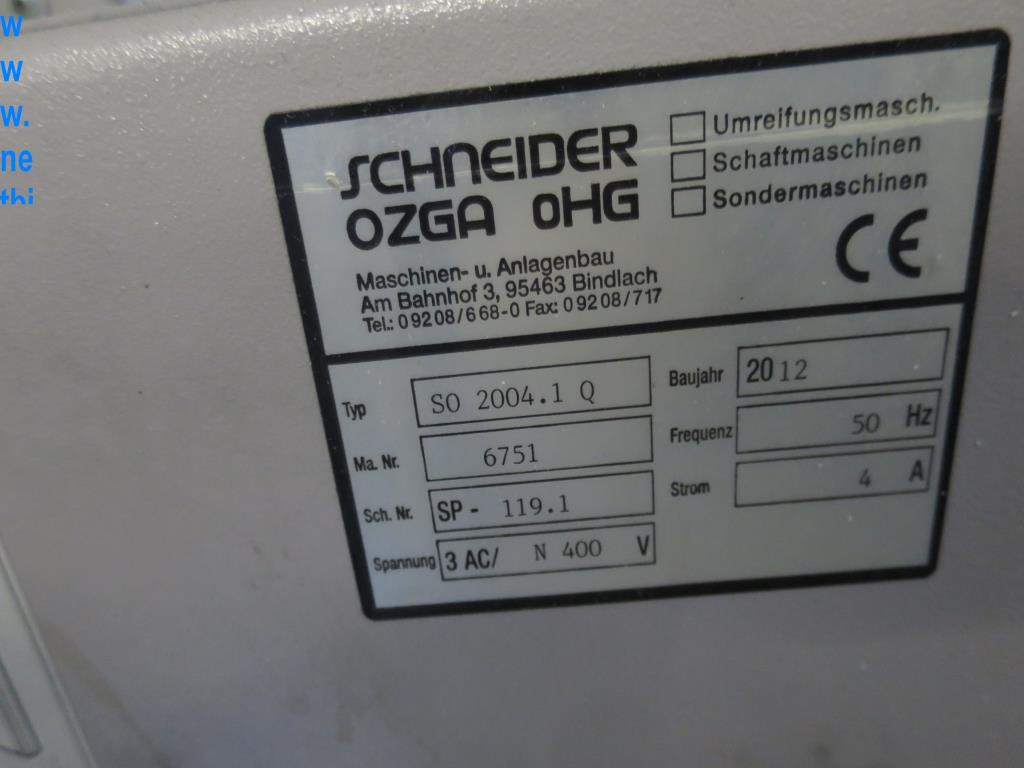 w
w
w.
ne
thi
SCHNEIDER
OZGA OHG
Maschinen- u. Anlagenbau
Am Bahnhof 3, 95463 Bindlach
Tel.: 09208/668-0 Fax: 09208/717
Umreifungsmasch.
Schaftmaschinen
Sondermaschinen
CE
Typ SO 2004.1 Q
Ma. Nr. 6751
Sch. Nr. SP - 119.1
Spannung 3 AC/ N 400 V
Baujahr 2012
Frequenz 50 Hz
Strom 4 A